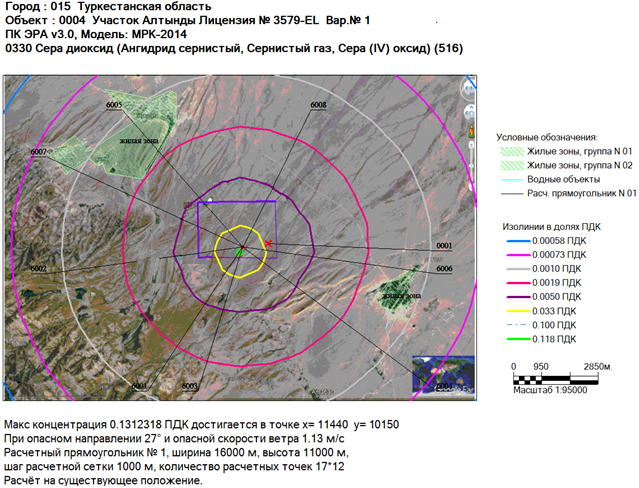 Город : 015 Туркестанская область
Объект : 0004 Участок Алтынды Лицензия № 3579-EL Вар.№ 1
ПК ЭРА v3.0, Модель: МРК-2014
0330 Сера диоксид (Ангидрид сернистый, Сернистый газ, Сера (IV) оксид) (516)
6005
6008
жилая зона
6007
0001
6002
6006
жилая зона
6001
6003
6004
Условные обозначения:
Жилые зоны, группа N 01
Жилые зоны, группа N 02
Водные объекты
Расч. прямоугольник N 01
Изолинии в долях ПДК
0.00058 ПДК
0.00073 ПДК
0.0010 ПДК
0.0019 ПДК
0.0050 ПДК
0.033 ПДК
0.100 ПДК
0.118 ПДК
0 950 2850м.
Масштаб 1:95000
Макс концентрация 0.1312318 ПДК достигается в точке x= 11440 y= 10150
При опасном направлении 27° и опасной скорости ветра 1.13 м/с
Расчетный прямоугольник № 1, ширина 16000 м, высота 11000 м,
шаг расчетной сетки 1000 м, количество расчетных точек 17*12
Расчёт на существующее положение.